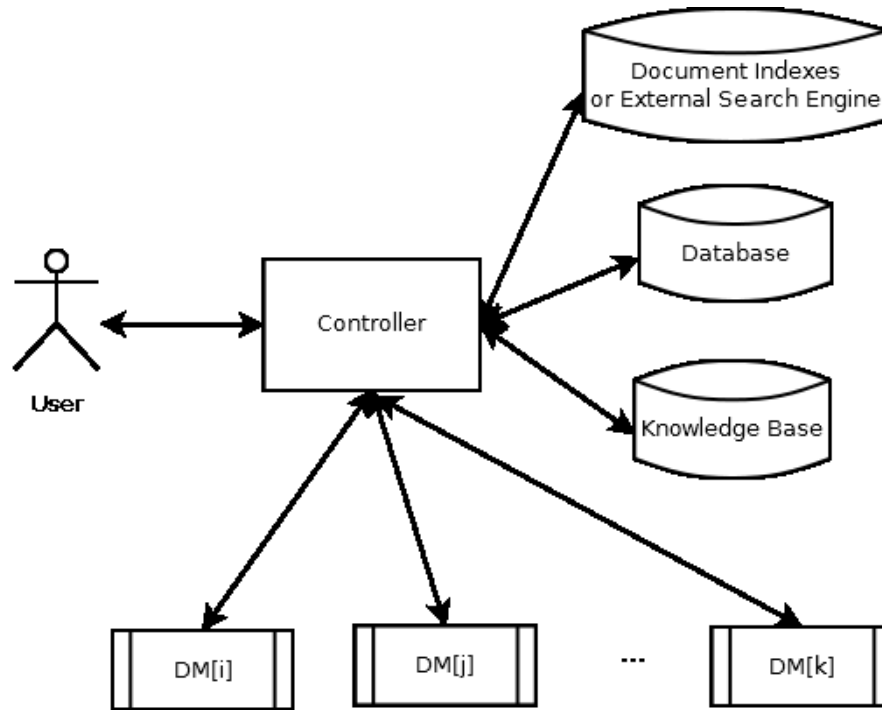 Document Indexes
or External Search Engine
Database
Controller
User
Knowledge Base
DM[i]
DM[j]
...
DM[k]